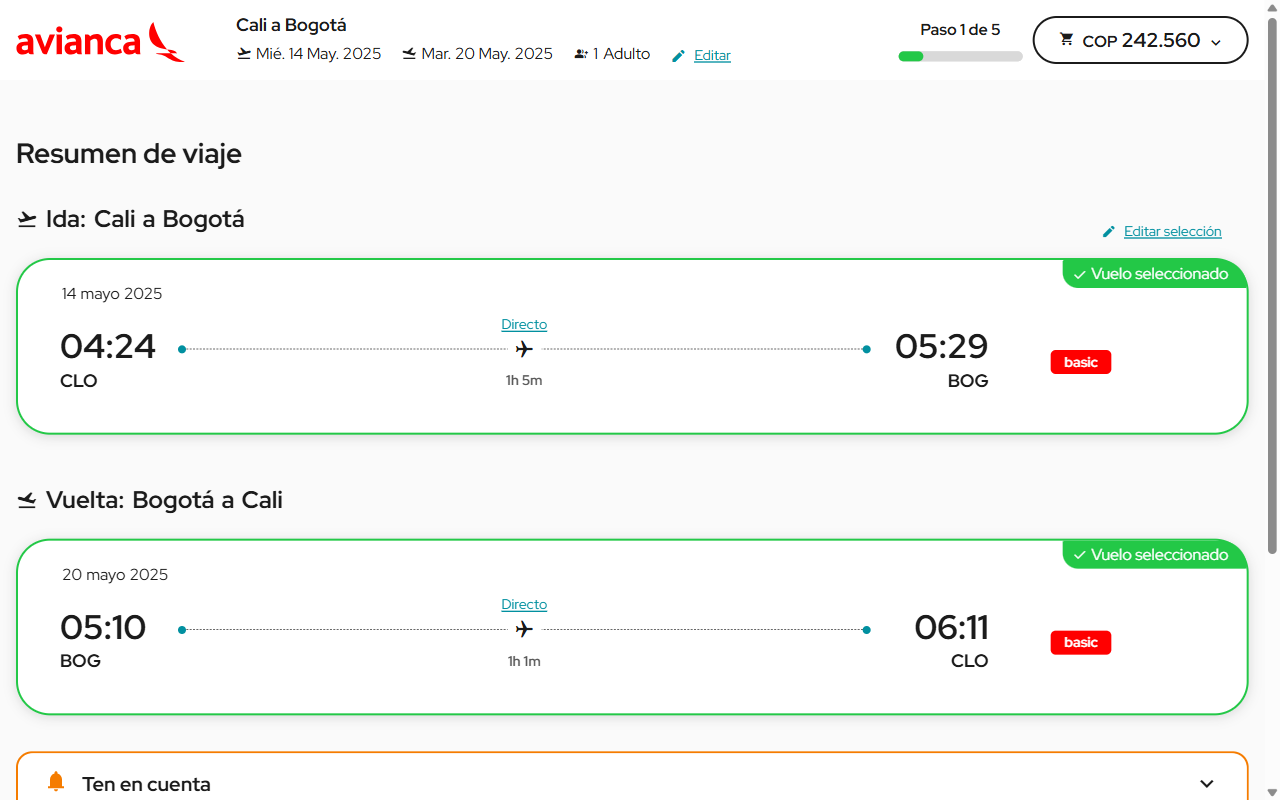 avianca
Cali a Bogotá
Mié. 14 May. 2025 Mar. 20 May. 2025 1 Adulto Editar
Paso 1 de 5
COP 242.560
Resumen de viaje
Ida: Cali a Bogotá
Editar selección
Vuelo seleccionado
14 mayo 2025
Directo
04:24 05:29
basic
CLO 1h 5m BOG
Vuelta: Bogotá a Cali
Vuelo seleccionado
20 mayo 2025
Directo
05:10 06:11
basic
BOG 1h 1m CLO
Ten en cuenta